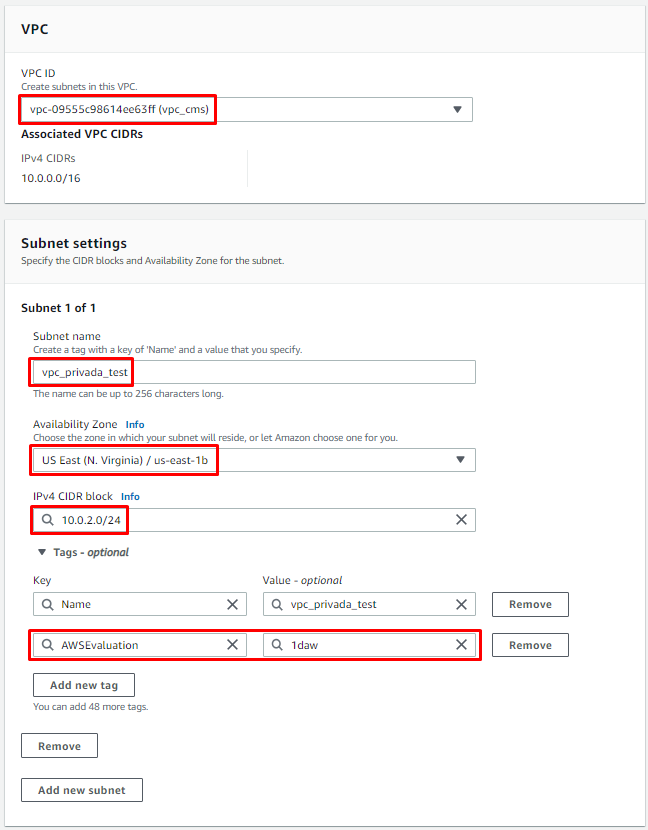 VPC
VPC ID
Create subnets in this VPC.
vpc-09555c98614ee63ff (vpc_cms)
Associated VPC CIDRs
IPv4 CIDRs
10.0.0.0/16
Subnet settings
Specify the CIDR blocks and Availability Zone for the subnet.
Subnet 1 of 1
Subnet name
Create a tag with a key of 'Name' and a value that you specify.
vpc_privada_test
The name can be up to 256 characters long.
Availability Zone Info
Choose the zone in which your subnet will reside, or let Amazon choose one for you.
US East (N. Virginia) / us-east-1b
IPv4 CIDR block Info
10.0.2.0/24
Tags - optional
Key Value - optional
Name vpc_privada_test Remove
AWSEvaluation 1daw Remove
Add new tag
You can add 48 more tags.
Remove
Add new subnet